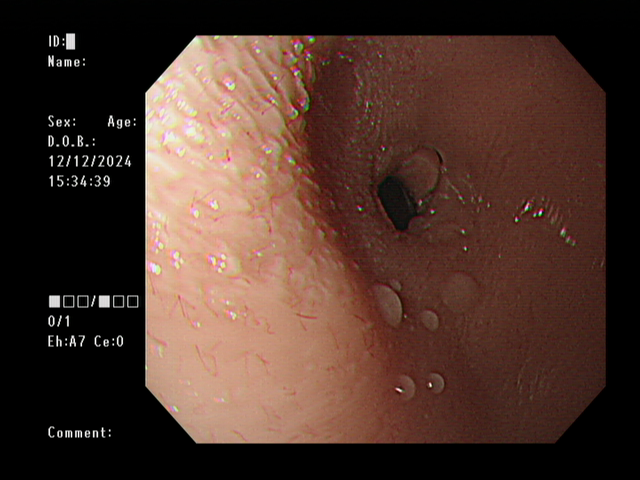 ID:
Name:
Sex: Age:
D.O.B.:
12/12/2024
15:34:39
■□□/■□□
0/1
Eh:A7 Ce:0
Comment: